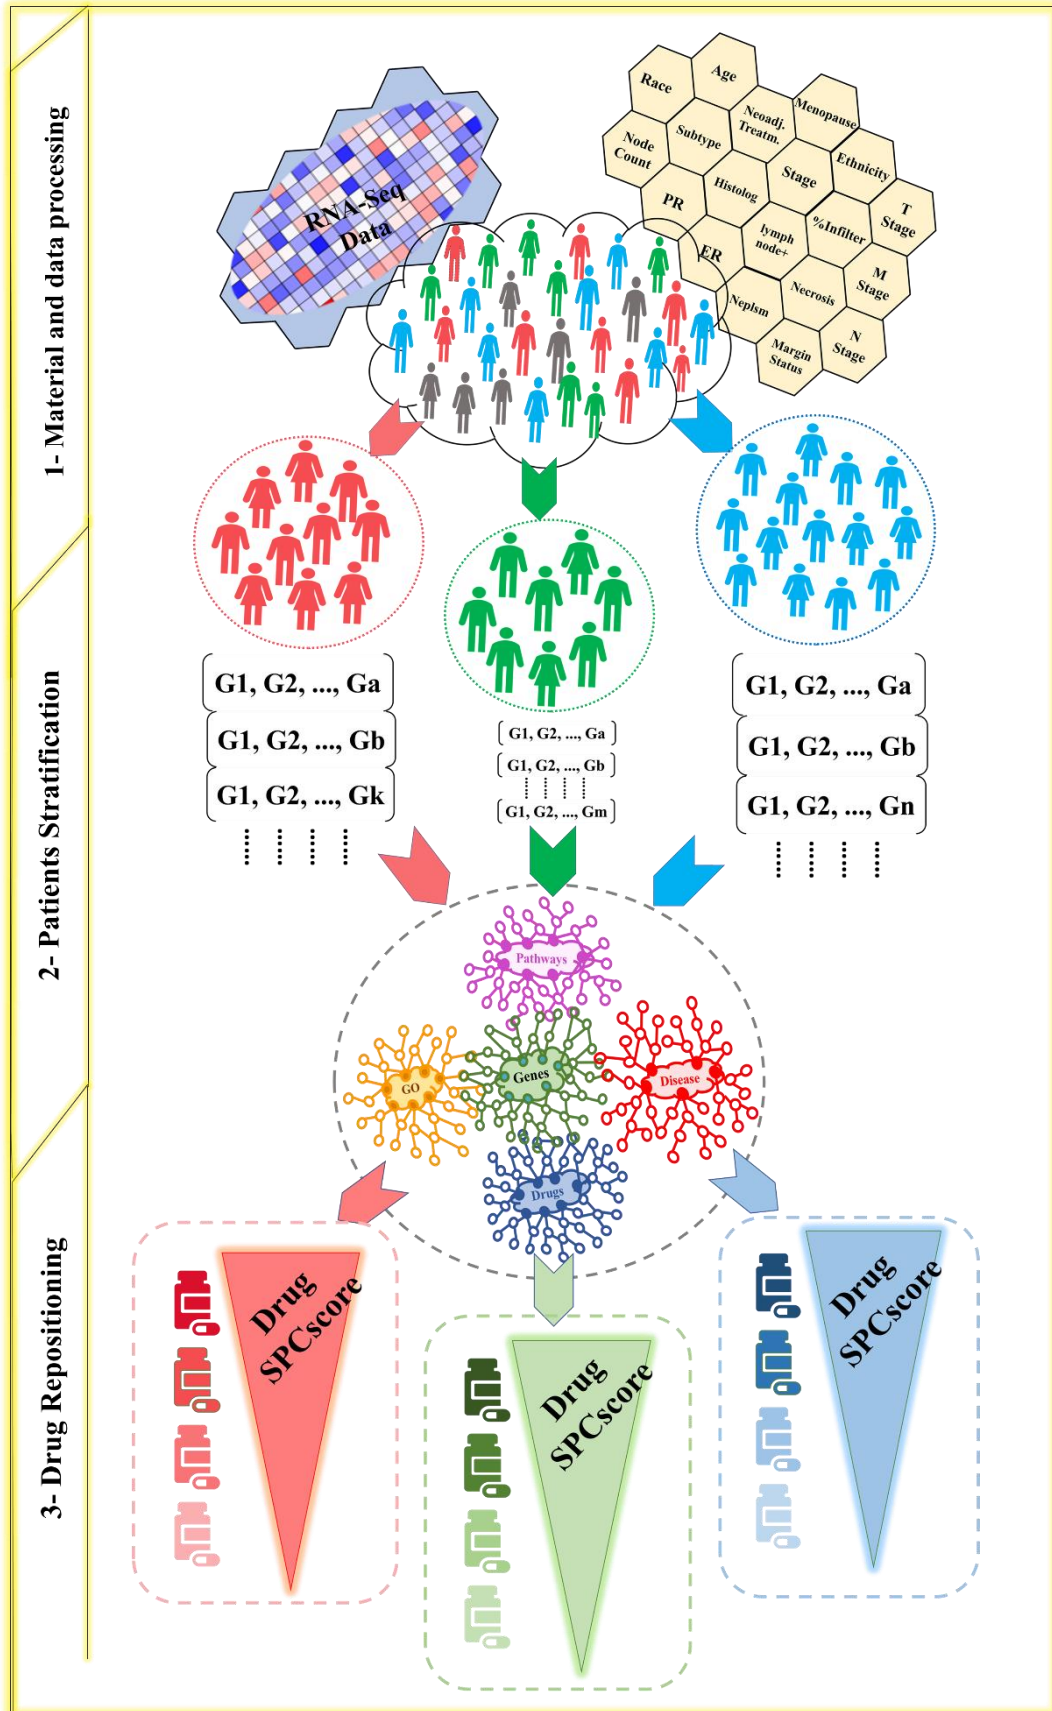 1- Material and data processing
RNA-Seq
Data
Race
Age
Menopause
Neoadj.
Treatm.
Subtype
Node
Count
Ethnicity
Stage
Histolog
PR
T
Stage
%Infilter
lymph
node+
ER
M
Stage
Necrosis
Neplsm
N
Stage
Margin
Status
2- Patients Stratification
G1, G2, ..., Ga
G1, G2, ..., Gb
G1, G2, ..., Gk
G1, G2, ..., Ga
G1, G2, ..., Gb
G1, G2, ..., Gm
G1, G2, ..., Ga
G1, G2, ..., Gb
G1, G2, ..., Gn
Pathways
GO
Genes
Disease
Drugs
3- Drug Repositioning
Drug
SPCscore
Drug
SPCscore
Drug
SPCscore